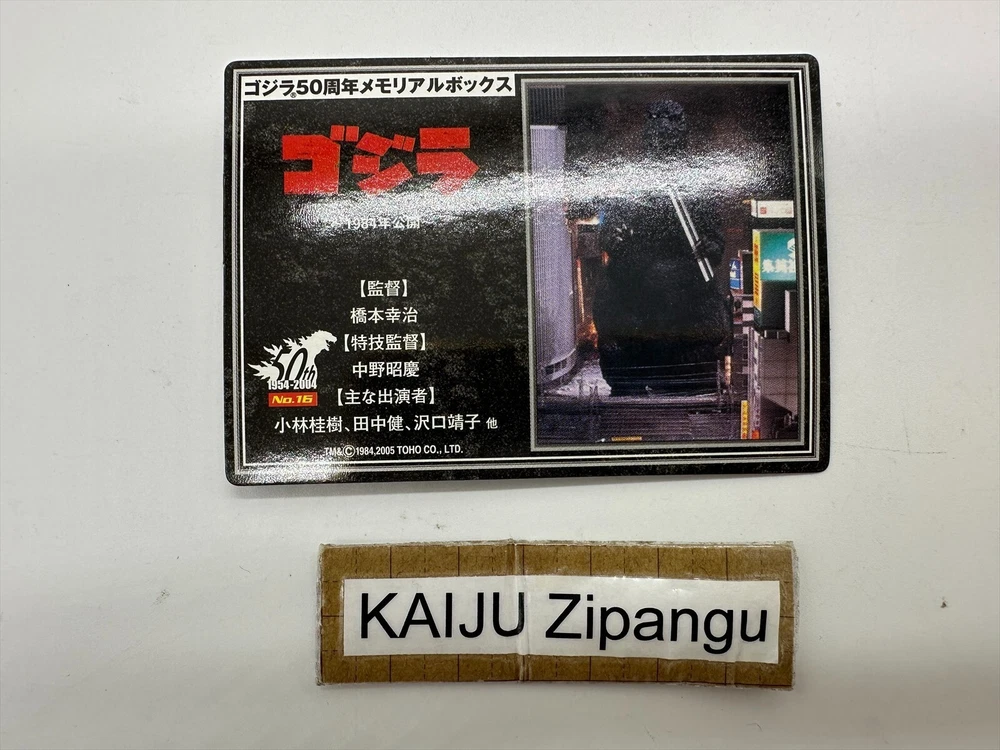 ゴジラ®50周年メモリアルボックス
ゴジラ
1984年公開
【監督】
橋本幸治
【特技監督】
中野昭慶
【主な出演者】
小林桂樹、田中健、沢口靖子 他
50th
1954-2004
No.16
TM&Ⓒ1984,2005 TOHO CO., LTD.
KAIJU Zipangu